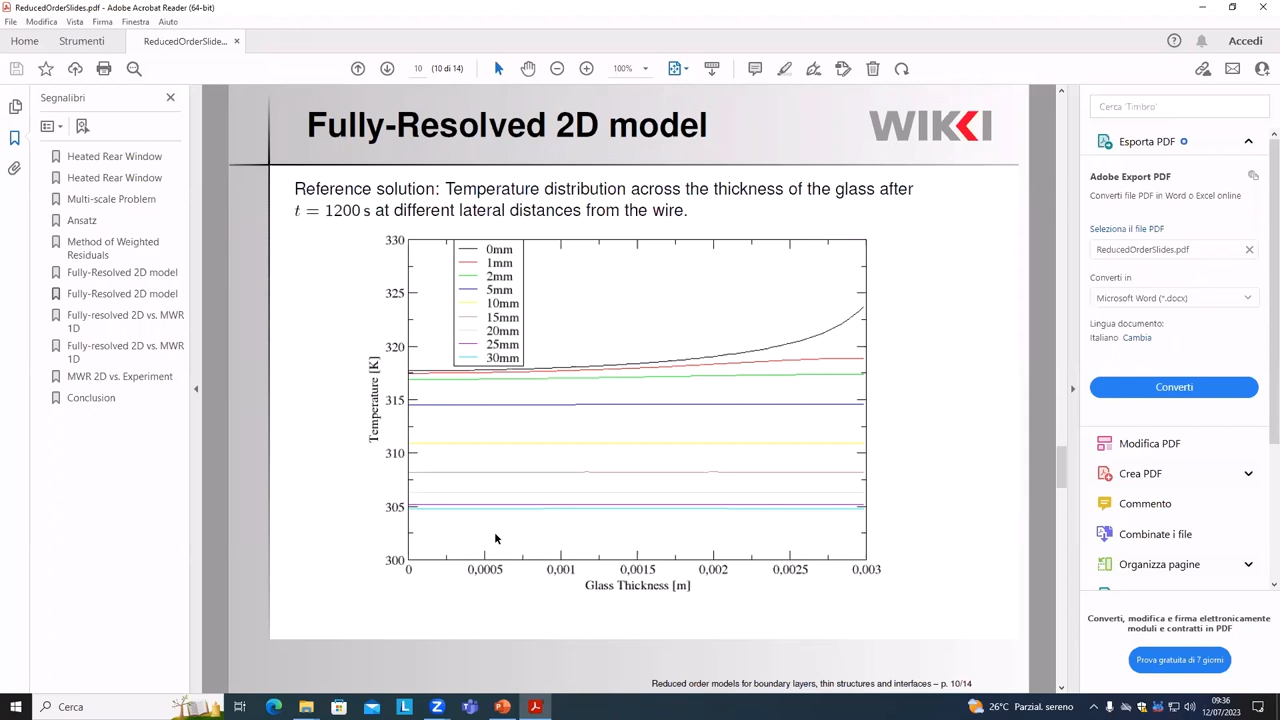 ReducedOrderSlides.pdf - Adobe Acrobat Reader (64-bit)
File Modifica Vista Firma Finestra Aiuto
Home Strumenti ReducedOrderSlide... × Accedi
10 (10 di 14) 100%
Segnalibri
Heated Rear Window
Heated Rear Window
Multi-scale Problem
Ansatz
Method of Weighted
Residuals
Fully-Resolved 2D model
Fully-Resolved 2D model
Fully-resolved 2D vs. MWR
1D
Fully-resolved 2D vs. MWR
1D
MWR 2D vs. Experiment
Conclusion
Fully-Resolved 2D model
WIKKI
Reference solution: Temperature distribution across the thickness of the glass after
t = 1200 s at different lateral distances from the wire.
330
325
320
315
310
305
300
Temperature [K]
0mm
1mm
2mm
5mm
10mm
15mm
20mm
25mm
30mm
0 0,0005 0,001 0,0015 0,002 0,0025 0,003
Glass Thickness [m]
Reduced order models for boundary layers, thin structures and interfaces – p. 10/14
Cerca 'Timbro'
Esporta PDF
Adobe Export PDF
Converti file PDF in Word o Excel online
Seleziona il file PDF
ReducedOrderSlides.pdf
Converti in
Microsoft Word (*.docx)
Lingua documento:
Italiano Cambia
Converti
Modifica PDF
Crea PDF
Commento
Combinate i file
Organizza pagine
Converti, modifica e firma elettronicamente
moduli e contratti in PDF
Prova gratuita di 7 giorni
Cerca
26°C Parzial. sereno
09:36
12/07/2023